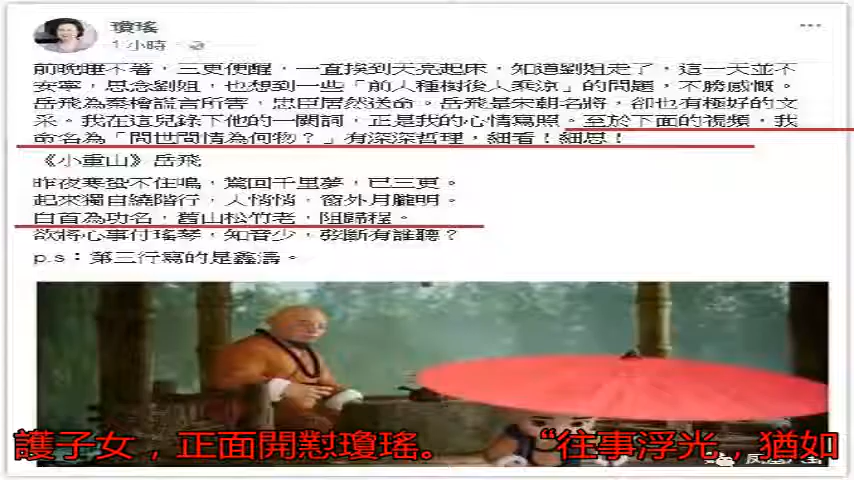 瓊瑤
1 小時
前晚睡不著，三更便醒，一直挨到天亮起床，知道劉姐走了，這一天並不
安寧，思念劉姐，也想到一些「前人種樹後人乘涼」的問題，不勝感慨。
岳飛為秦檜謊言所害，忠臣居然送命。岳飛是宋朝名將，卻也有極好的文
采。我在這兒錄下他的一闕詞，正是我的心情寫照。至於下面的視頻，我
命名為「問世間情為何物？」有深深哲理，細看！細思！
《小重山》岳飛
昨夜寒蛩不住鳴，驚回千里夢，已三更。
起來獨自繞階行，人悄悄，窗外月朧明。
白首為功名，舊山松竹老，阻歸程。
欲將心事付瑤琴，知音少，弦斷有誰聽？
p.s：第三行寫的是鑫濤。
護子女，正面開懟瓊瑤。 “往事浮光，猶如